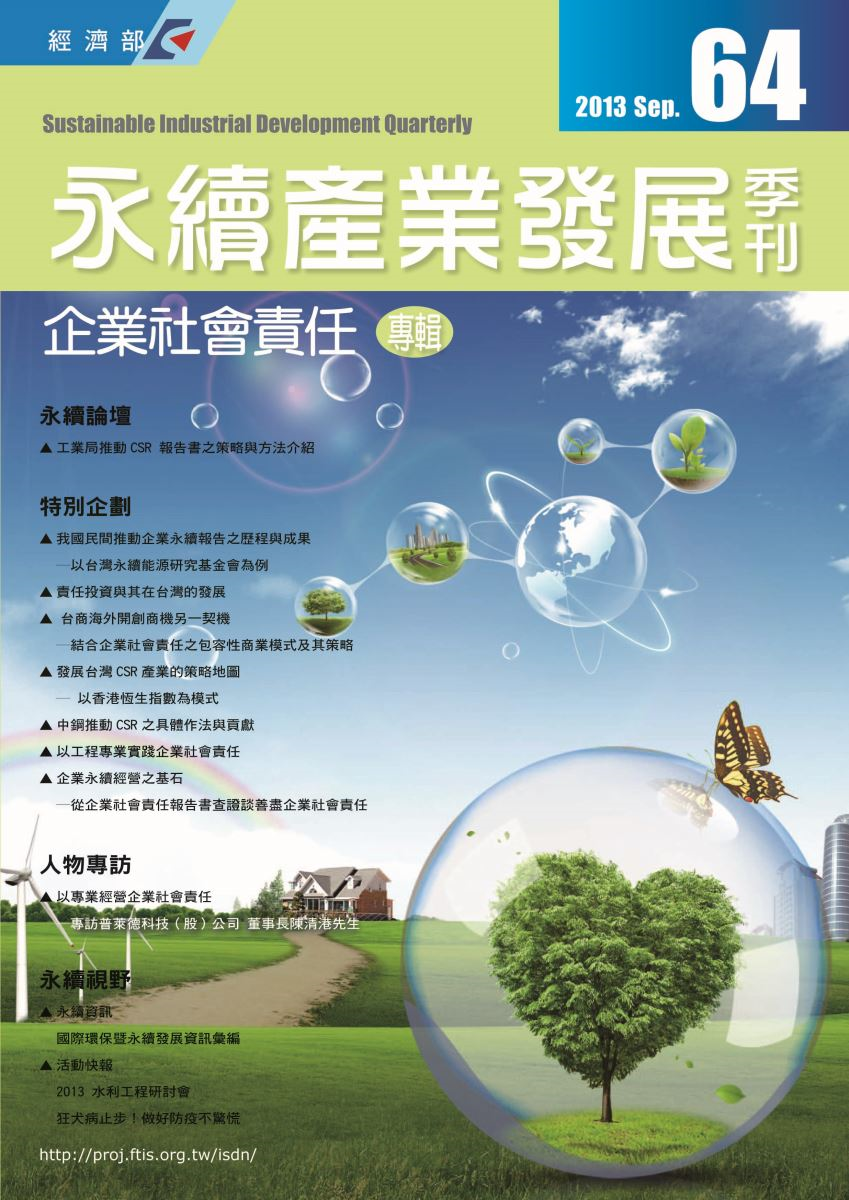 經濟部
2013 Sep. 64
Sustainable Industrial Development Quarterly
永續產業發展季刊
企業社會責任 專輯
永續論壇
▲ 工業局推動 CSR 報告書之策略與方法介紹
特別企劃
▲ 我國民間推動企業永續報告之歷程與成果
─以台灣永續能源研究基金會為例
▲ 責任投資與其在台灣的發展
▲ 台商海外開創商機另一契機
─結合企業社會責任之包容性商業模式及其策略
▲ 發展台灣 CSR 產業的策略地圖
─ 以香港恆生指數為模式
▲ 中鋼推動 CSR 之具體作法與貢獻
▲ 以工程專業實踐企業社會責任
▲ 企業永續經營之基石
─從企業社會責任報告書查證談善盡企業社會責任
人物專訪
▲ 以專業經營企業社會責任
─專訪普萊德科技（股）公司 董事長陳清港先生
永續視野
▲ 永續資訊
國際環保暨永續發展資訊彙編
▲ 活動快報
2013 水利工程研討會
狂犬病止步！做好防疫不驚慌
http://proj.ftis.org.tw/isdn/